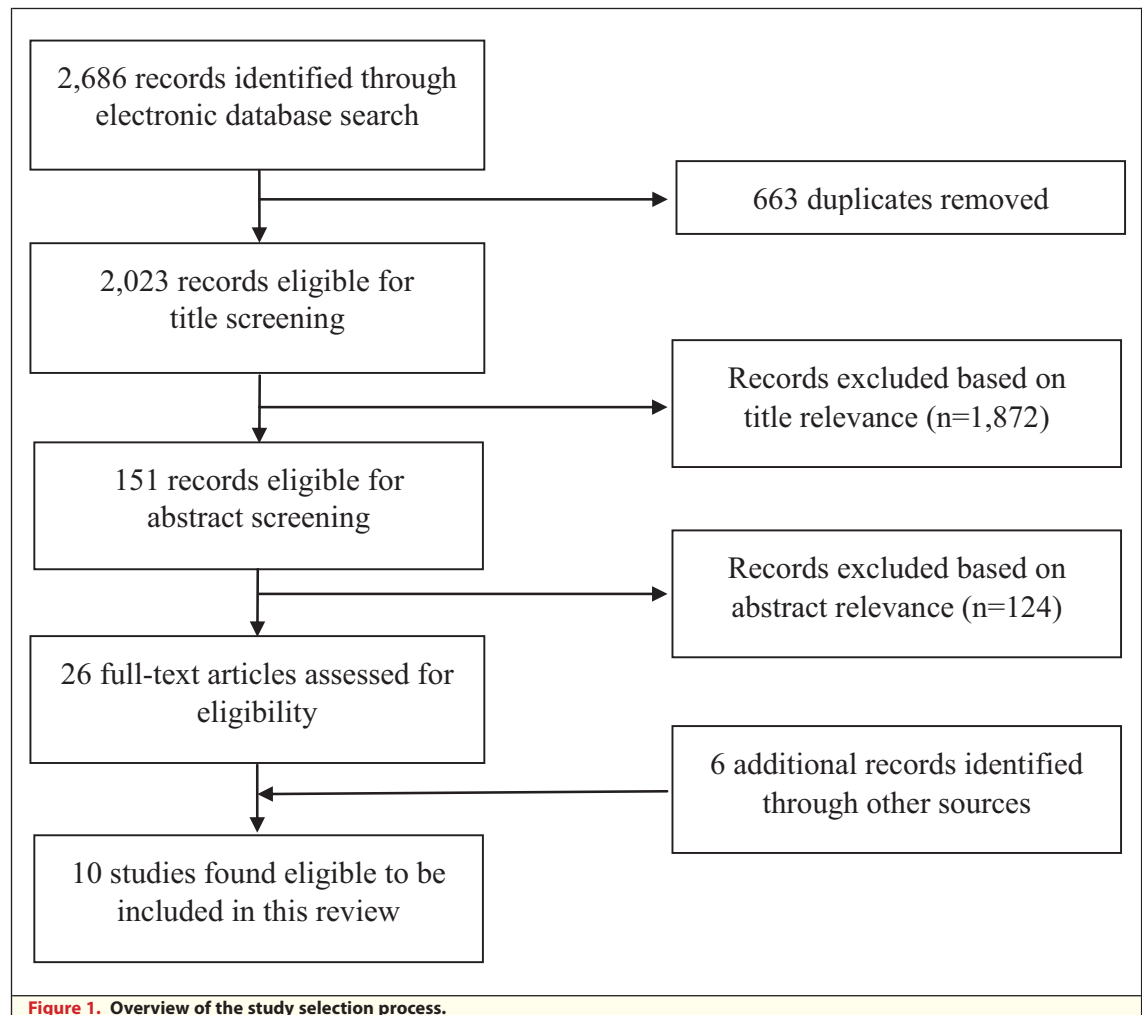 2,686 records identified through
electronic database search
663 duplicates removed
2,023 records eligible for
title screening
Records excluded based on
title relevance (n=1,872)
151 records eligible for
abstract screening
Records excluded based on
abstract relevance (n=124)
26 full-text articles assessed for
eligibility
6 additional records identified
through other sources
10 studies found eligible to be
included in this review
Figure 1. Overview of the study selection process.